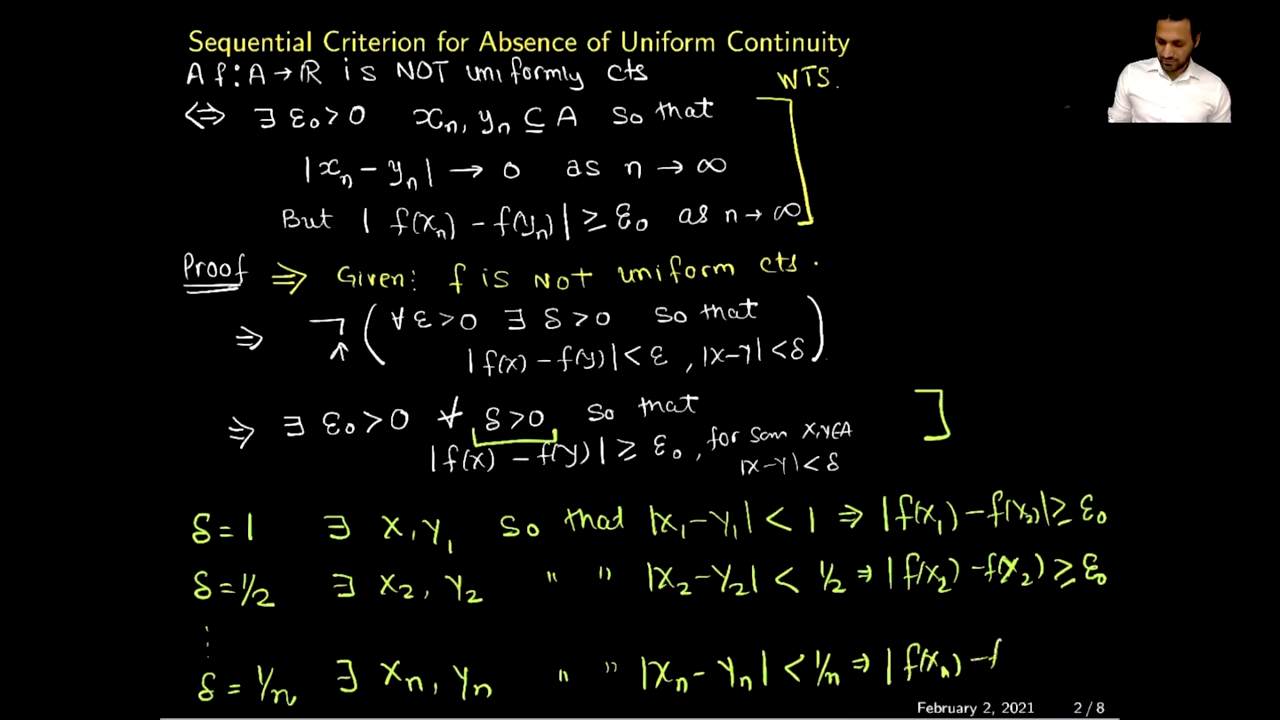 Sequential Criterion for Absence of Uniform Continuity
A f: A → ℝ is NOT uniformly cts
WTS.
⇔ ∃ ε₀ > 0 xₙ, yₙ ⊆ A so that
|xₙ - yₙ| → 0 as n → ∞
But | f(xₙ) - f(yₙ)| ≥ ε₀ as n → ∞
Proof ⇒ Given: f is NOT uniform cts.
⇒ ¬ ( ∀ ε > 0 ∃ δ > 0 so that
↑ | f(x) - f(y)| < ε , |x-y| < δ )
⇒ ∃ ε₀ > 0 ∀ δ > 0 so that
|f(x) - f(y)| ≥ ε₀, for som x,y∈A
|x-y| < δ
δ = 1 ∃ x, y₁ so that |x₁-y₁| < 1 ⇒ |f(x₁) - f(x₂)| ≥ ε₀
δ = 1/2 ∃ x₂, y₂ " " |x₂-y₂| < 1/2 ⇒ | f(x₂) - f(y₂) ≥ ε₀
⋮
δ = 1/n ∃ xₙ, yₙ " " |xₙ - yₙ| < 1/n ⇒ | f(xₙ) - f
February 2, 2021 2 / 8